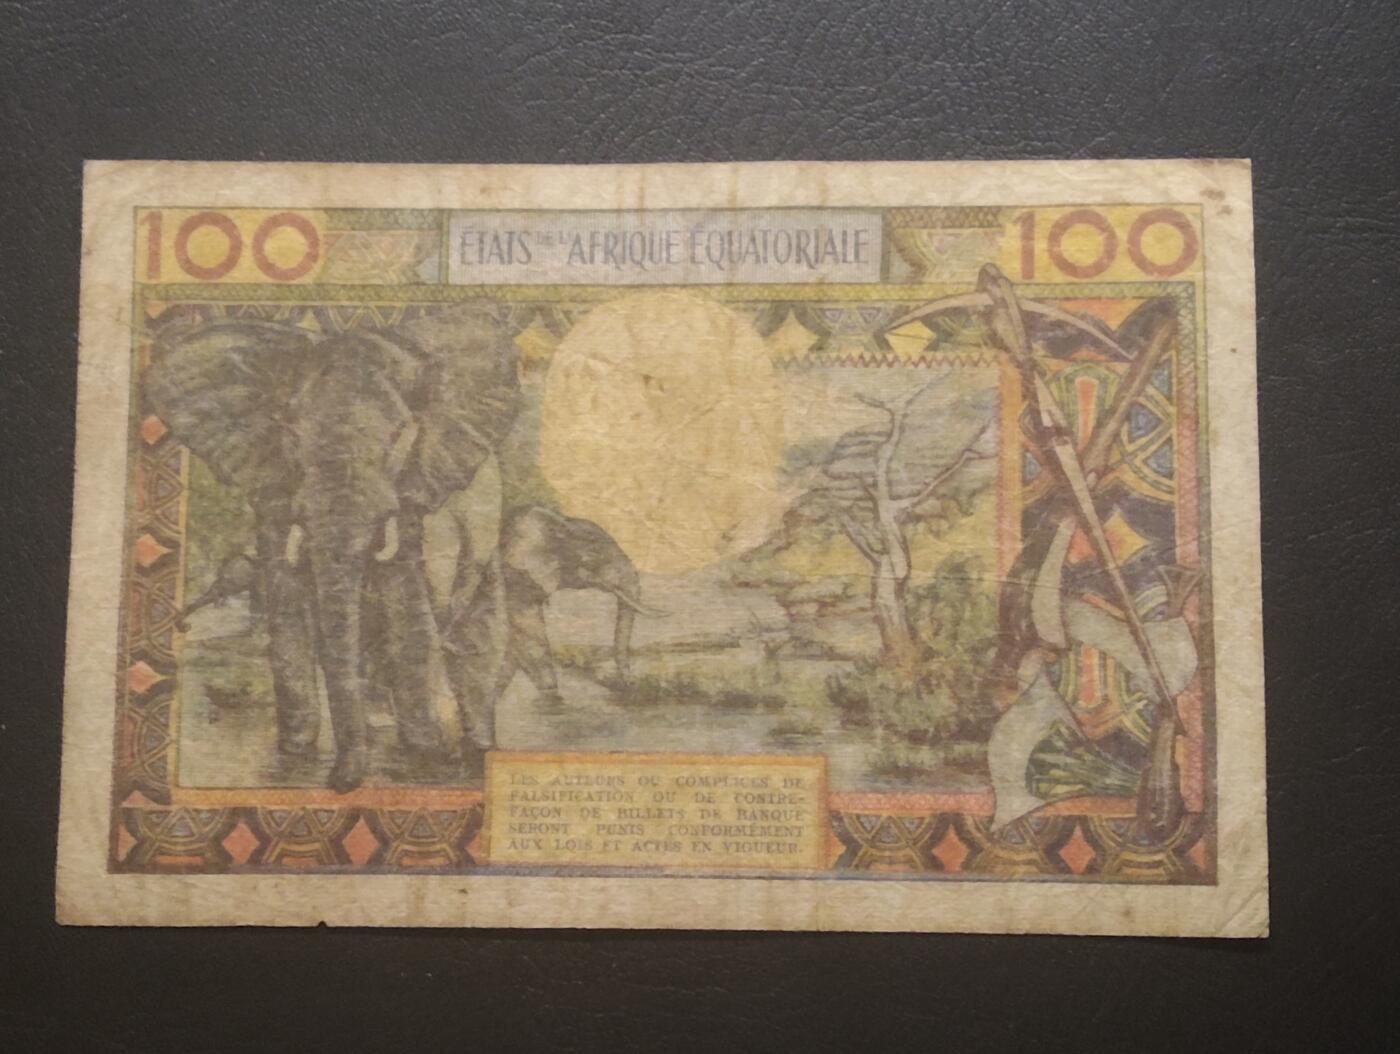 100
ÉTATS DE L'AFRIQUE ÉQUATORIALE
100
LES AUTEURS OU COMPLICES DE
FALSIFICATION OU DE CONTRE-
FAÇON DE BILLETS DE BANQUE
SERONT PUNIS CONFORMÉMENT
AUX LOIS ET ACTES EN VIGUEUR.